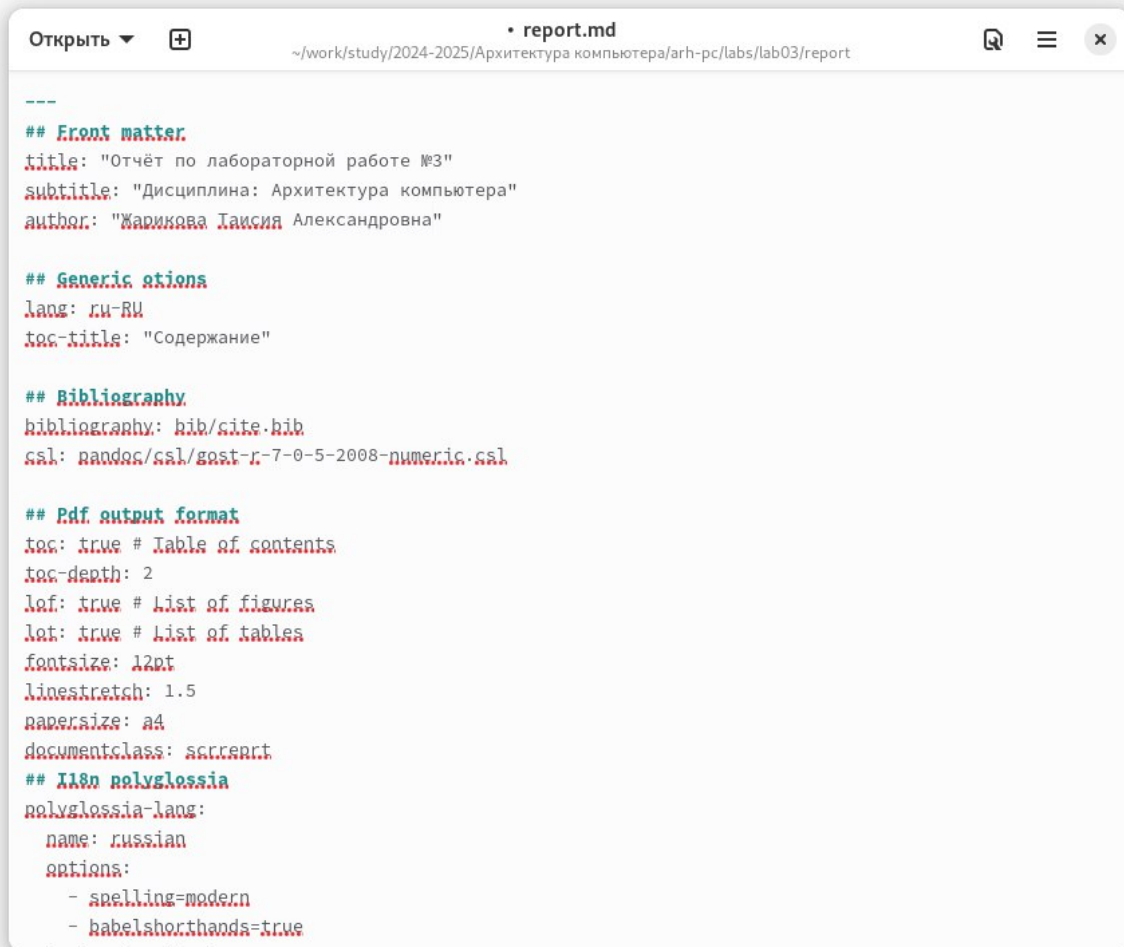 Открыть
• report.md
~/work/study/2024-2025/Архитектура компьютера/arh-pc/labs/lab03/report
---
## Front matter
title: "Отчёт по лабораторной работе №3"
subtitle: "Дисциплина: Архитектура компьютера"
author: "Жарикова Таисия Александровна"
## Generic otions
lang: ru-RU
toc-title: "Содержание"
## Bibliography
bibliography: bib/cite.bib
csl: pandoc/csl/gost-r-7-0-5-2008-numeric.csl
## Pdf output format
toc: true # Table of contents
toc-depth: 2
lof: true # List of figures
lot: true # List of tables
fontsize: 12pt
linestretch: 1.5
papersize: a4
documentclass: scrreprt
## I18n polyglossia
polyglossia-lang:
  name: russian
  options:
    - spelling=modern
    - babelshorthands=true